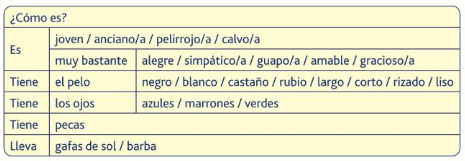 ¿Cómo es?
Es joven / anciano/a / pelirrojo/a / calvo/a
muy bastante alegre / simpático/a / guapo/a / amable / gracioso/a
Tiene el pelo negro / blanco / castaño / rubio / largo / corto / rizado / liso
Tiene los ojos azules / marrones / verdes
Tiene pecas
Lleva gafas de sol / barba